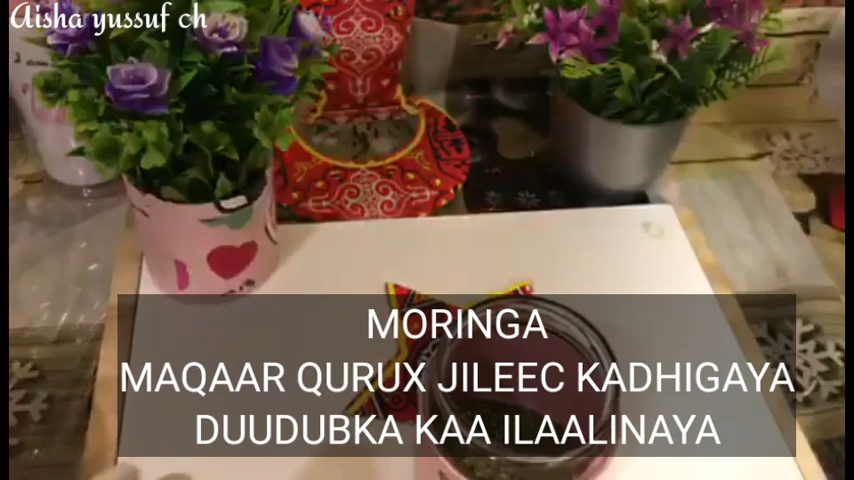 Aisha yussuf ch
MORINGA
MAQAAR QURUX JILEEC KADHIGAYA
DUUDUBKA KAA ILAALINAYA